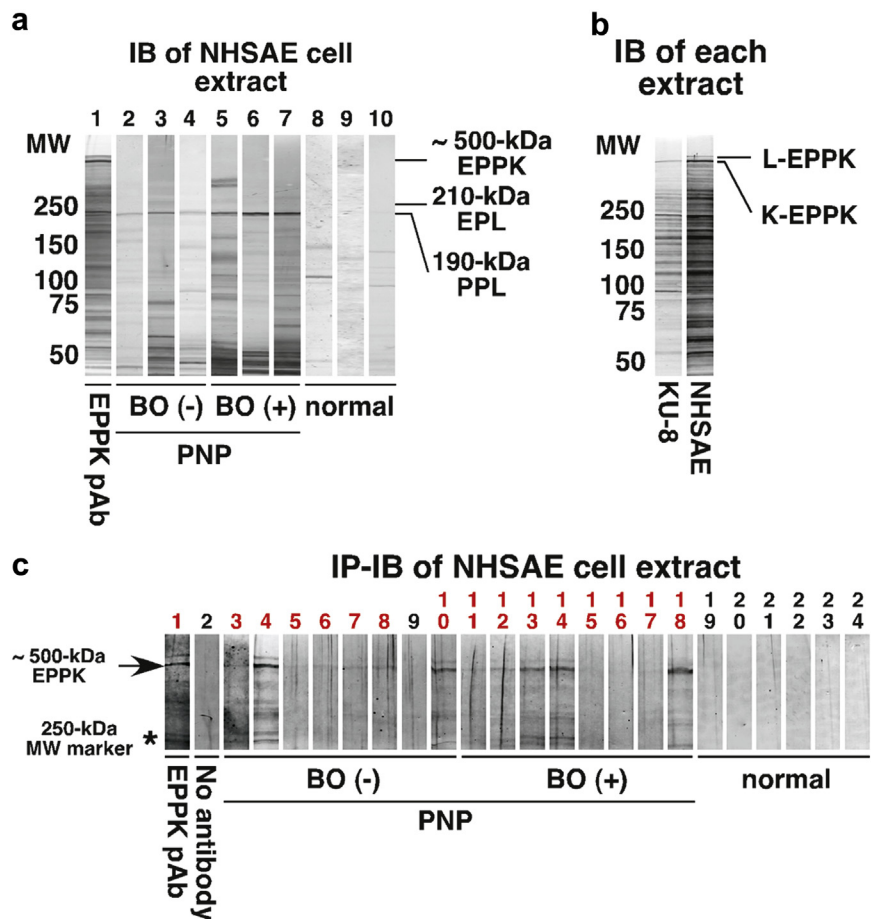 a
IB of NHSAE cell
extract
1 2 3 4 5 6 7 8 9 10
MW
250
150
100
75
50
~ 500-kDa
EPPK
210-kDa
EPL
190-kDa
PPL
EPPK pAb
BO (-) BO (+) normal
PNP
b
IB of each
extract
MW
250
150
100
75
50
L-EPPK
K-EPPK
KU-8
NHSAE
c
IP-IB of NHSAE cell extract
1 2 3 4 5 6 7 8 9 10 11 12 13 14 15 16 17 18 19 20 21 22 23 24
~ 500-kDa
EPPK
250-kDa
MW marker *
EPPK pAb
No antibody
BO (-) BO (+) normal
PNP